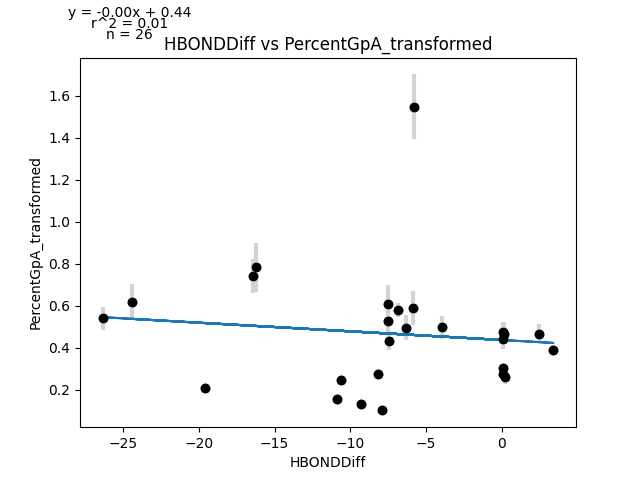 y = -0.00x + 0.44
r^2 = 0.01
n = 26
HBONDDiff vs PercentGpA_transformed
PercentGpA_transformed
1.6
1.4
1.2
1.0
0.8
0.6
0.4
0.2
−25 −20 −15 −10 −5 0
HBONDDiff